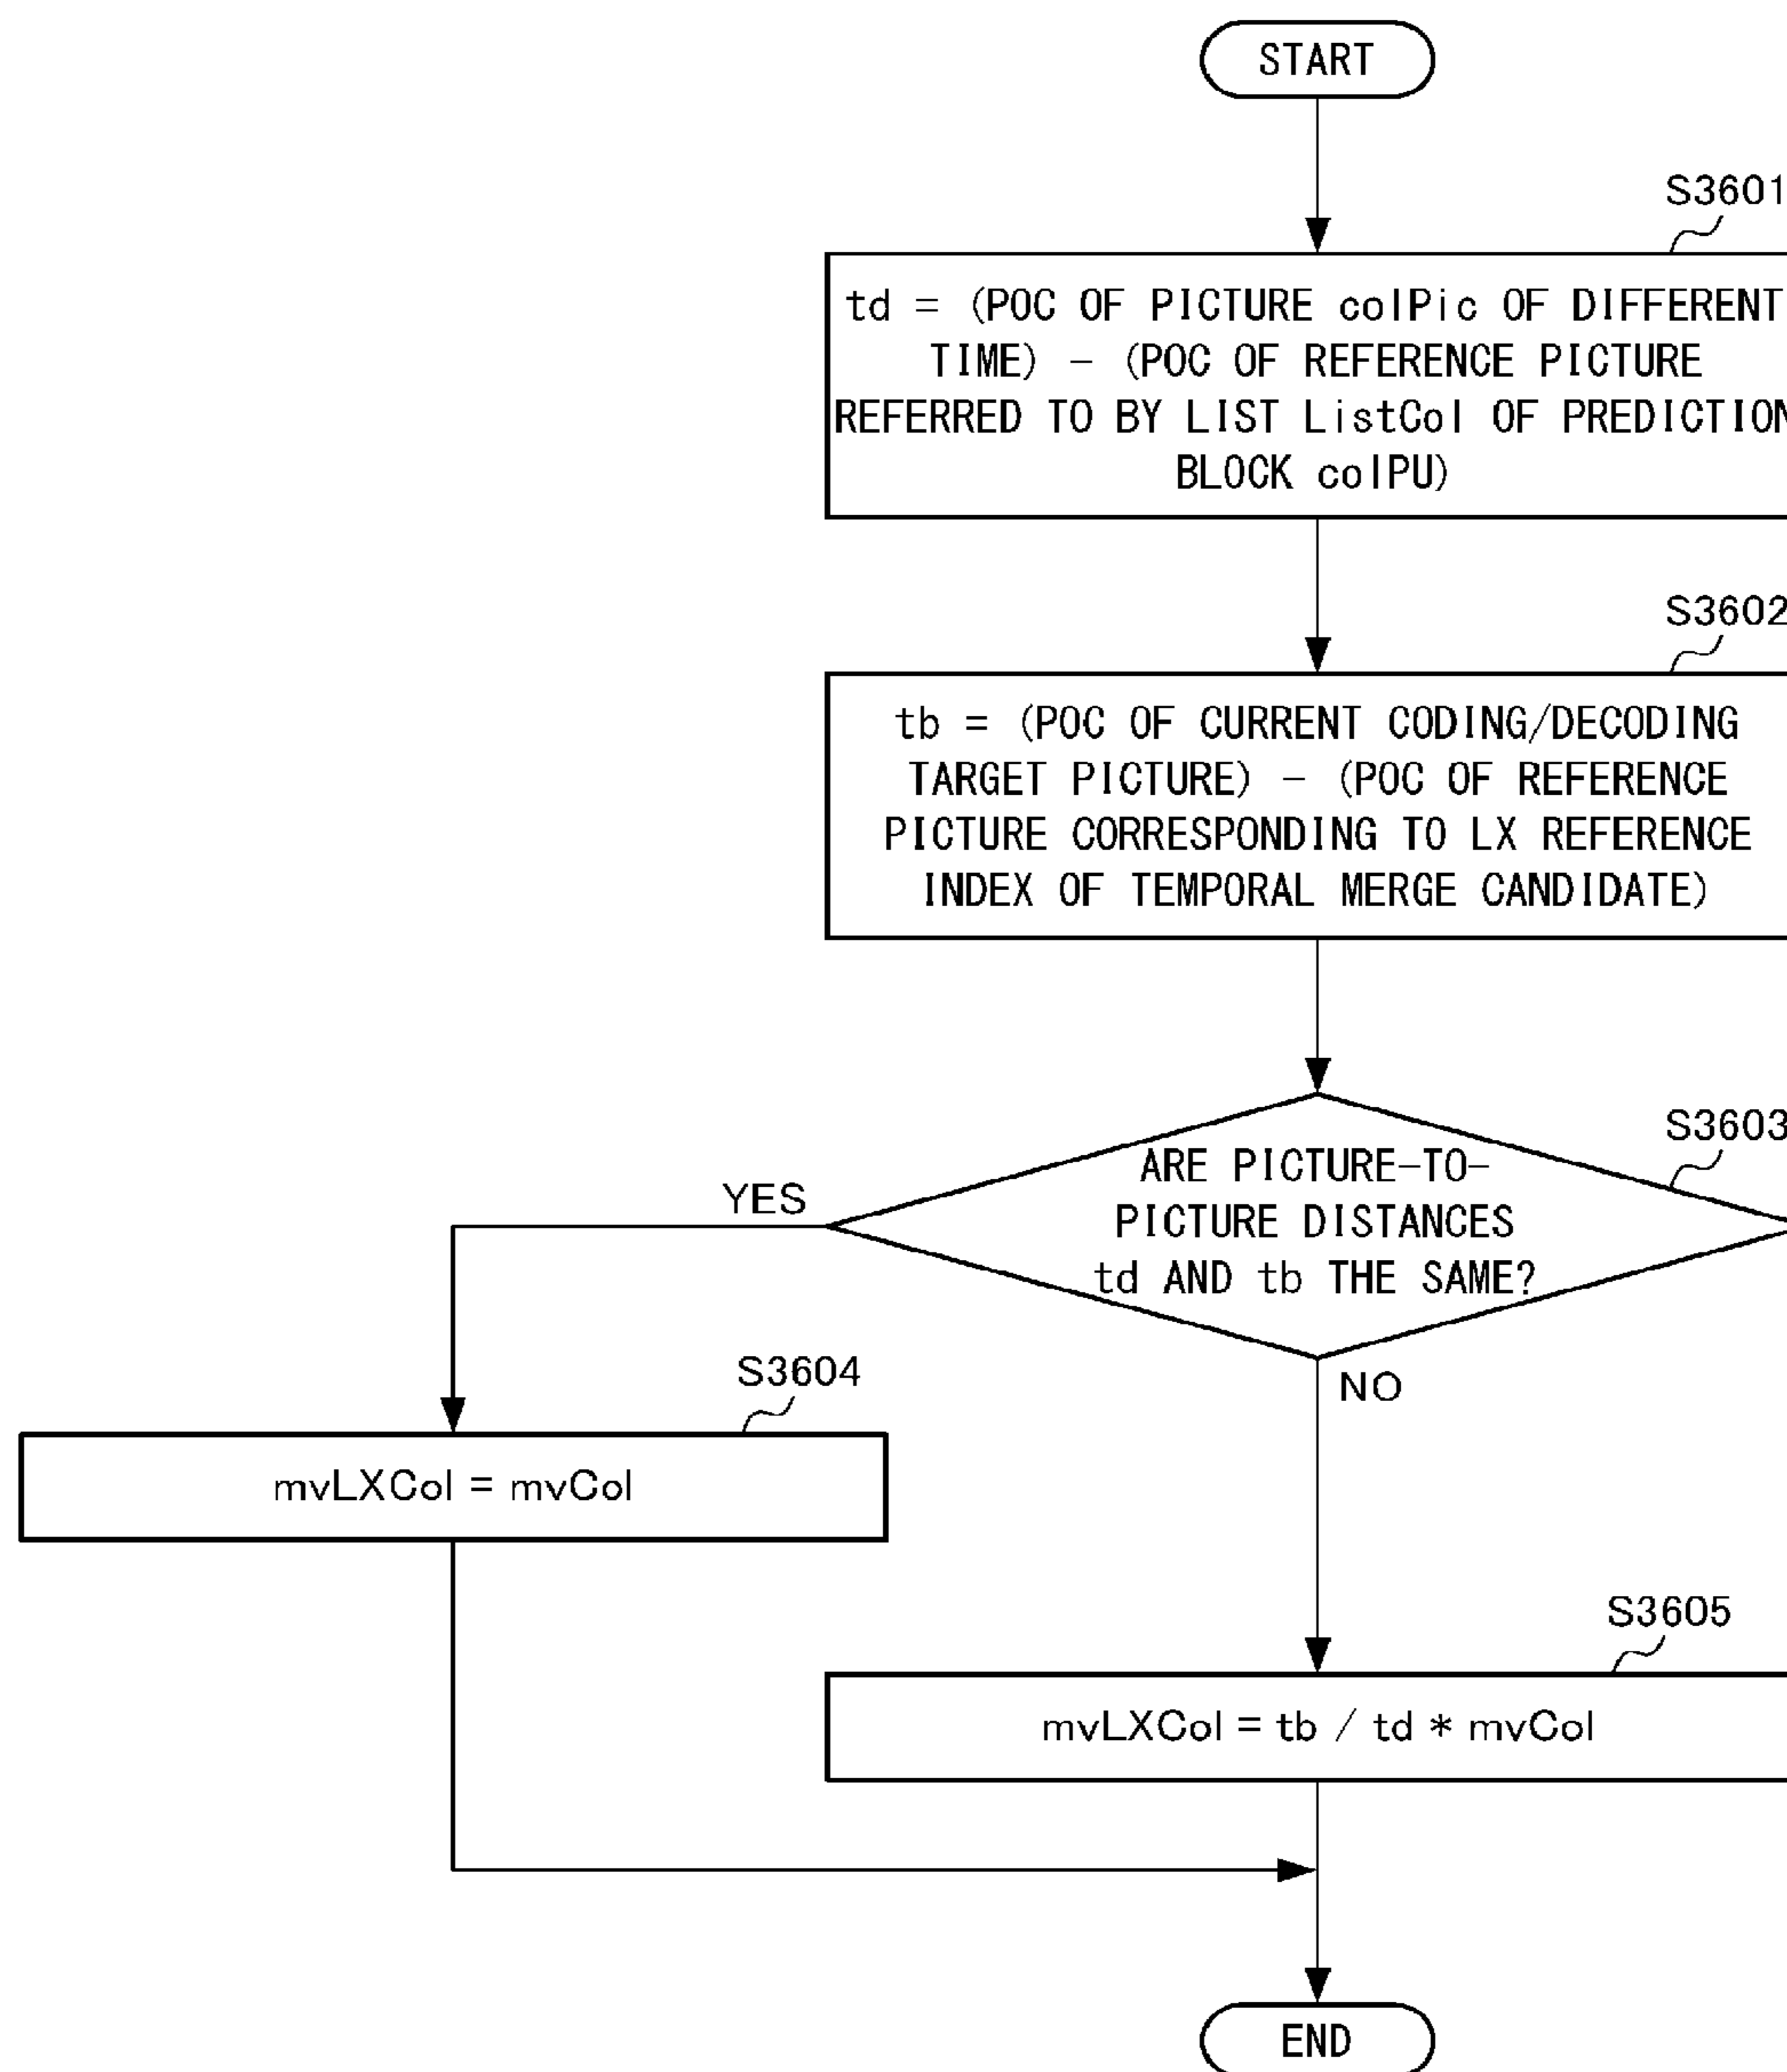 START
S3601
td = (POC OF PICTURE colPic OF DIFFERENT
TIME) - (POC OF REFERENCE PICTURE
REFERRED TO BY LIST ListCol OF PREDICTION
BLOCK colPU)
S3602
tb = (POC OF CURRENT CODING/DECODING
TARGET PICTURE) - (POC OF REFERENCE
PICTURE CORRESPONDING TO LX REFERENCE
INDEX OF TEMPORAL MERGE CANDIDATE)
S3603
ARE PICTURE-TO-
PICTURE DISTANCES
td AND tb THE SAME?
YES
NO
S3604
mvLXCol = mvCol
S3605
mvLXCol = tb / td * mvCol
END